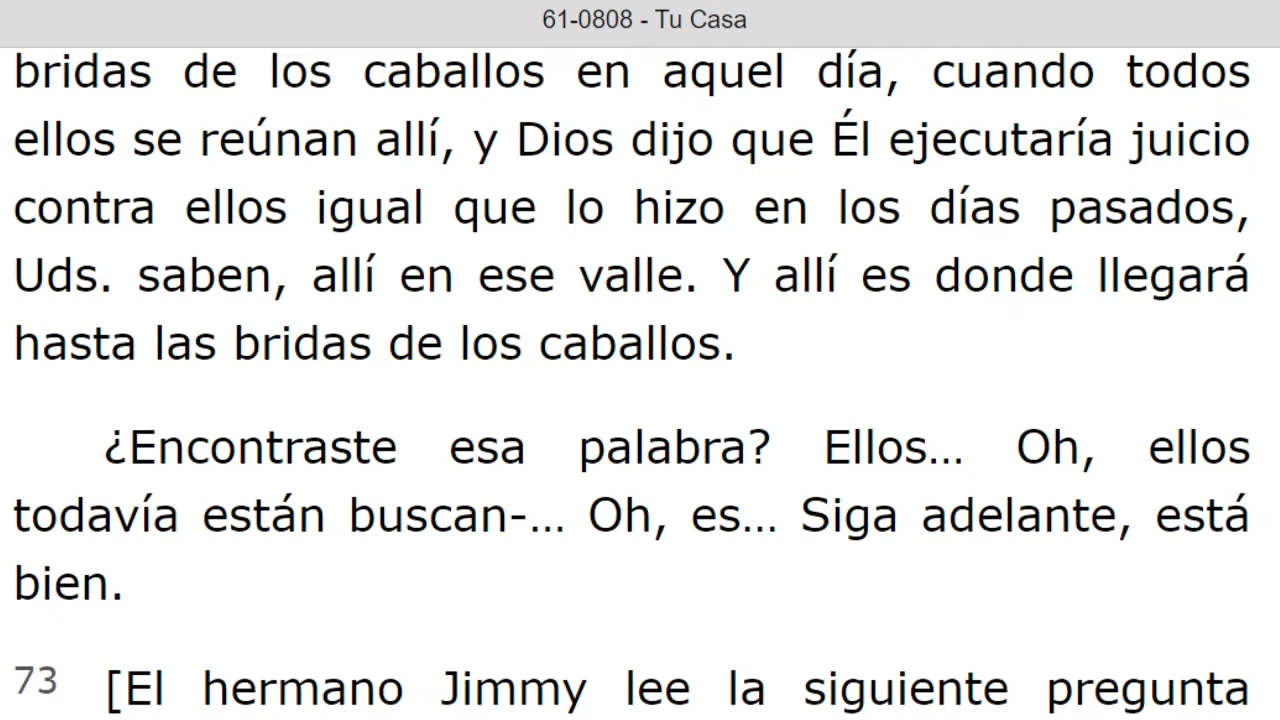 61-0808 - Tu Casa
bridas de los caballos en aquel día, cuando todos
ellos se reúnan allí, y Dios dijo que Él ejecutaría juicio
contra ellos igual que lo hizo en los días pasados,
Uds. saben, allí en ese valle. Y allí es donde llegará
hasta las bridas de los caballos.
¿Encontraste esa palabra? Ellos… Oh, ellos
todavía están buscan-… Oh, es… Siga adelante, está
bien.
73 [El hermano Jimmy lee la siguiente pregunta